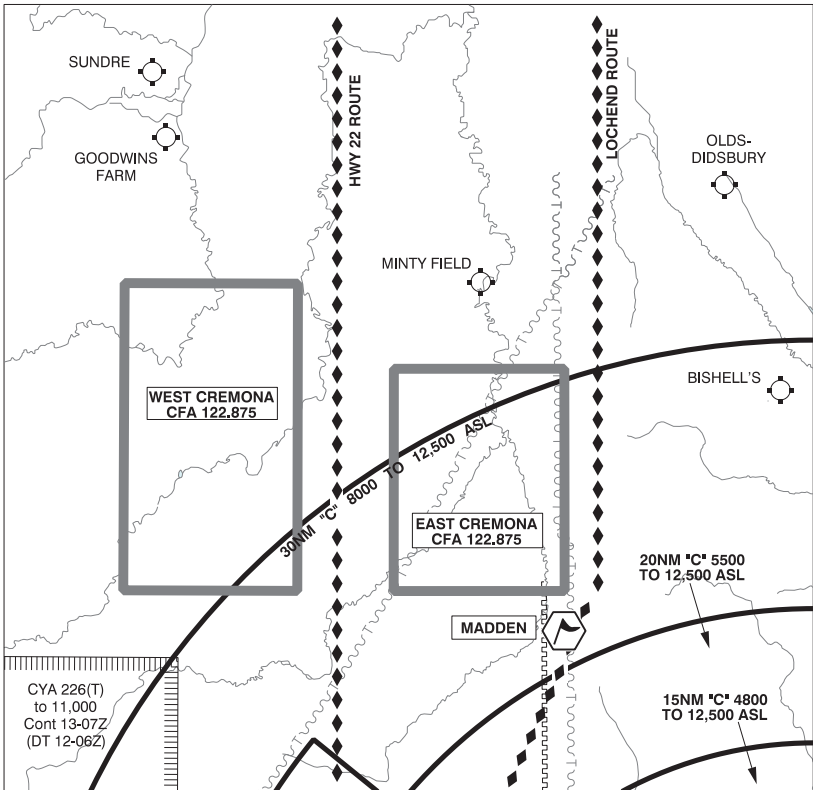 SUNDRE
GOODWINS
FARM
HWY 22 ROUTE
LOCHEND ROUTE
OLDS-
DIDSBURY
MINTY FIELD
BISHELL'S
WEST CREMONA
CFA 122.875
30NM "C" 8000 TO 12,500 ASL
EAST CREMONA
CFA 122.875
20NM "C" 5500
TO 12,500 ASL
MADDEN
CYA 226(T)
to 11,000
Cont 13-07Z
(DT 12-06Z)
15NM "C" 4800
TO 12,500 ASL